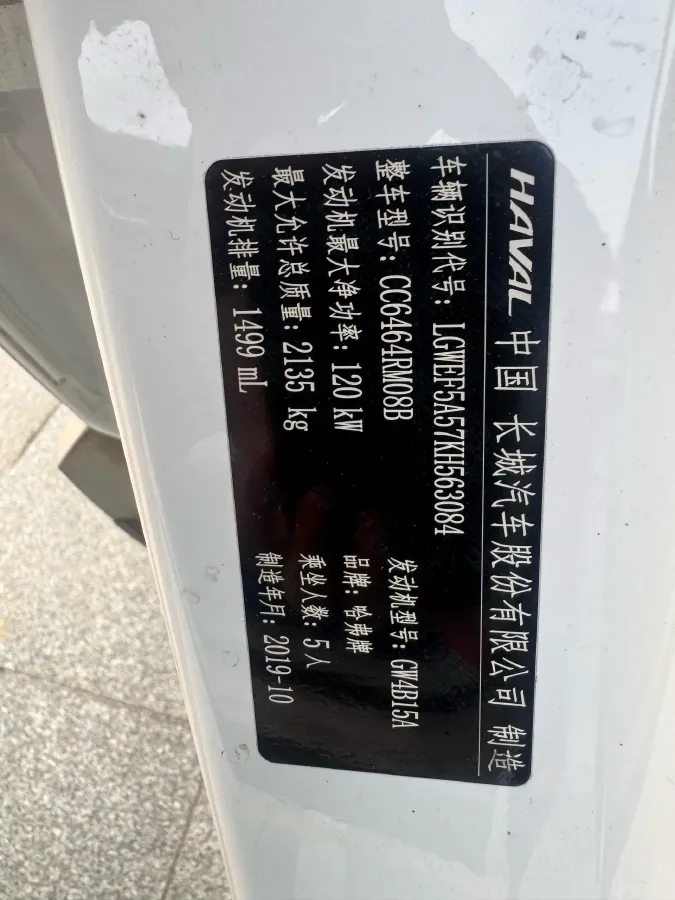 HAVAL 中国 长城汽车股份有限公司 制造
车辆识别代号：LGWEF5A57KH563084
整车型号：CC6464RM08B 发动机型号：GW4B15A
发动机最大净功率：120 kW 品牌：哈弗牌
最大允许总质量：2135 kg 乘坐人数：5人
发动机排量：1499 mL 制造年月：2019-10